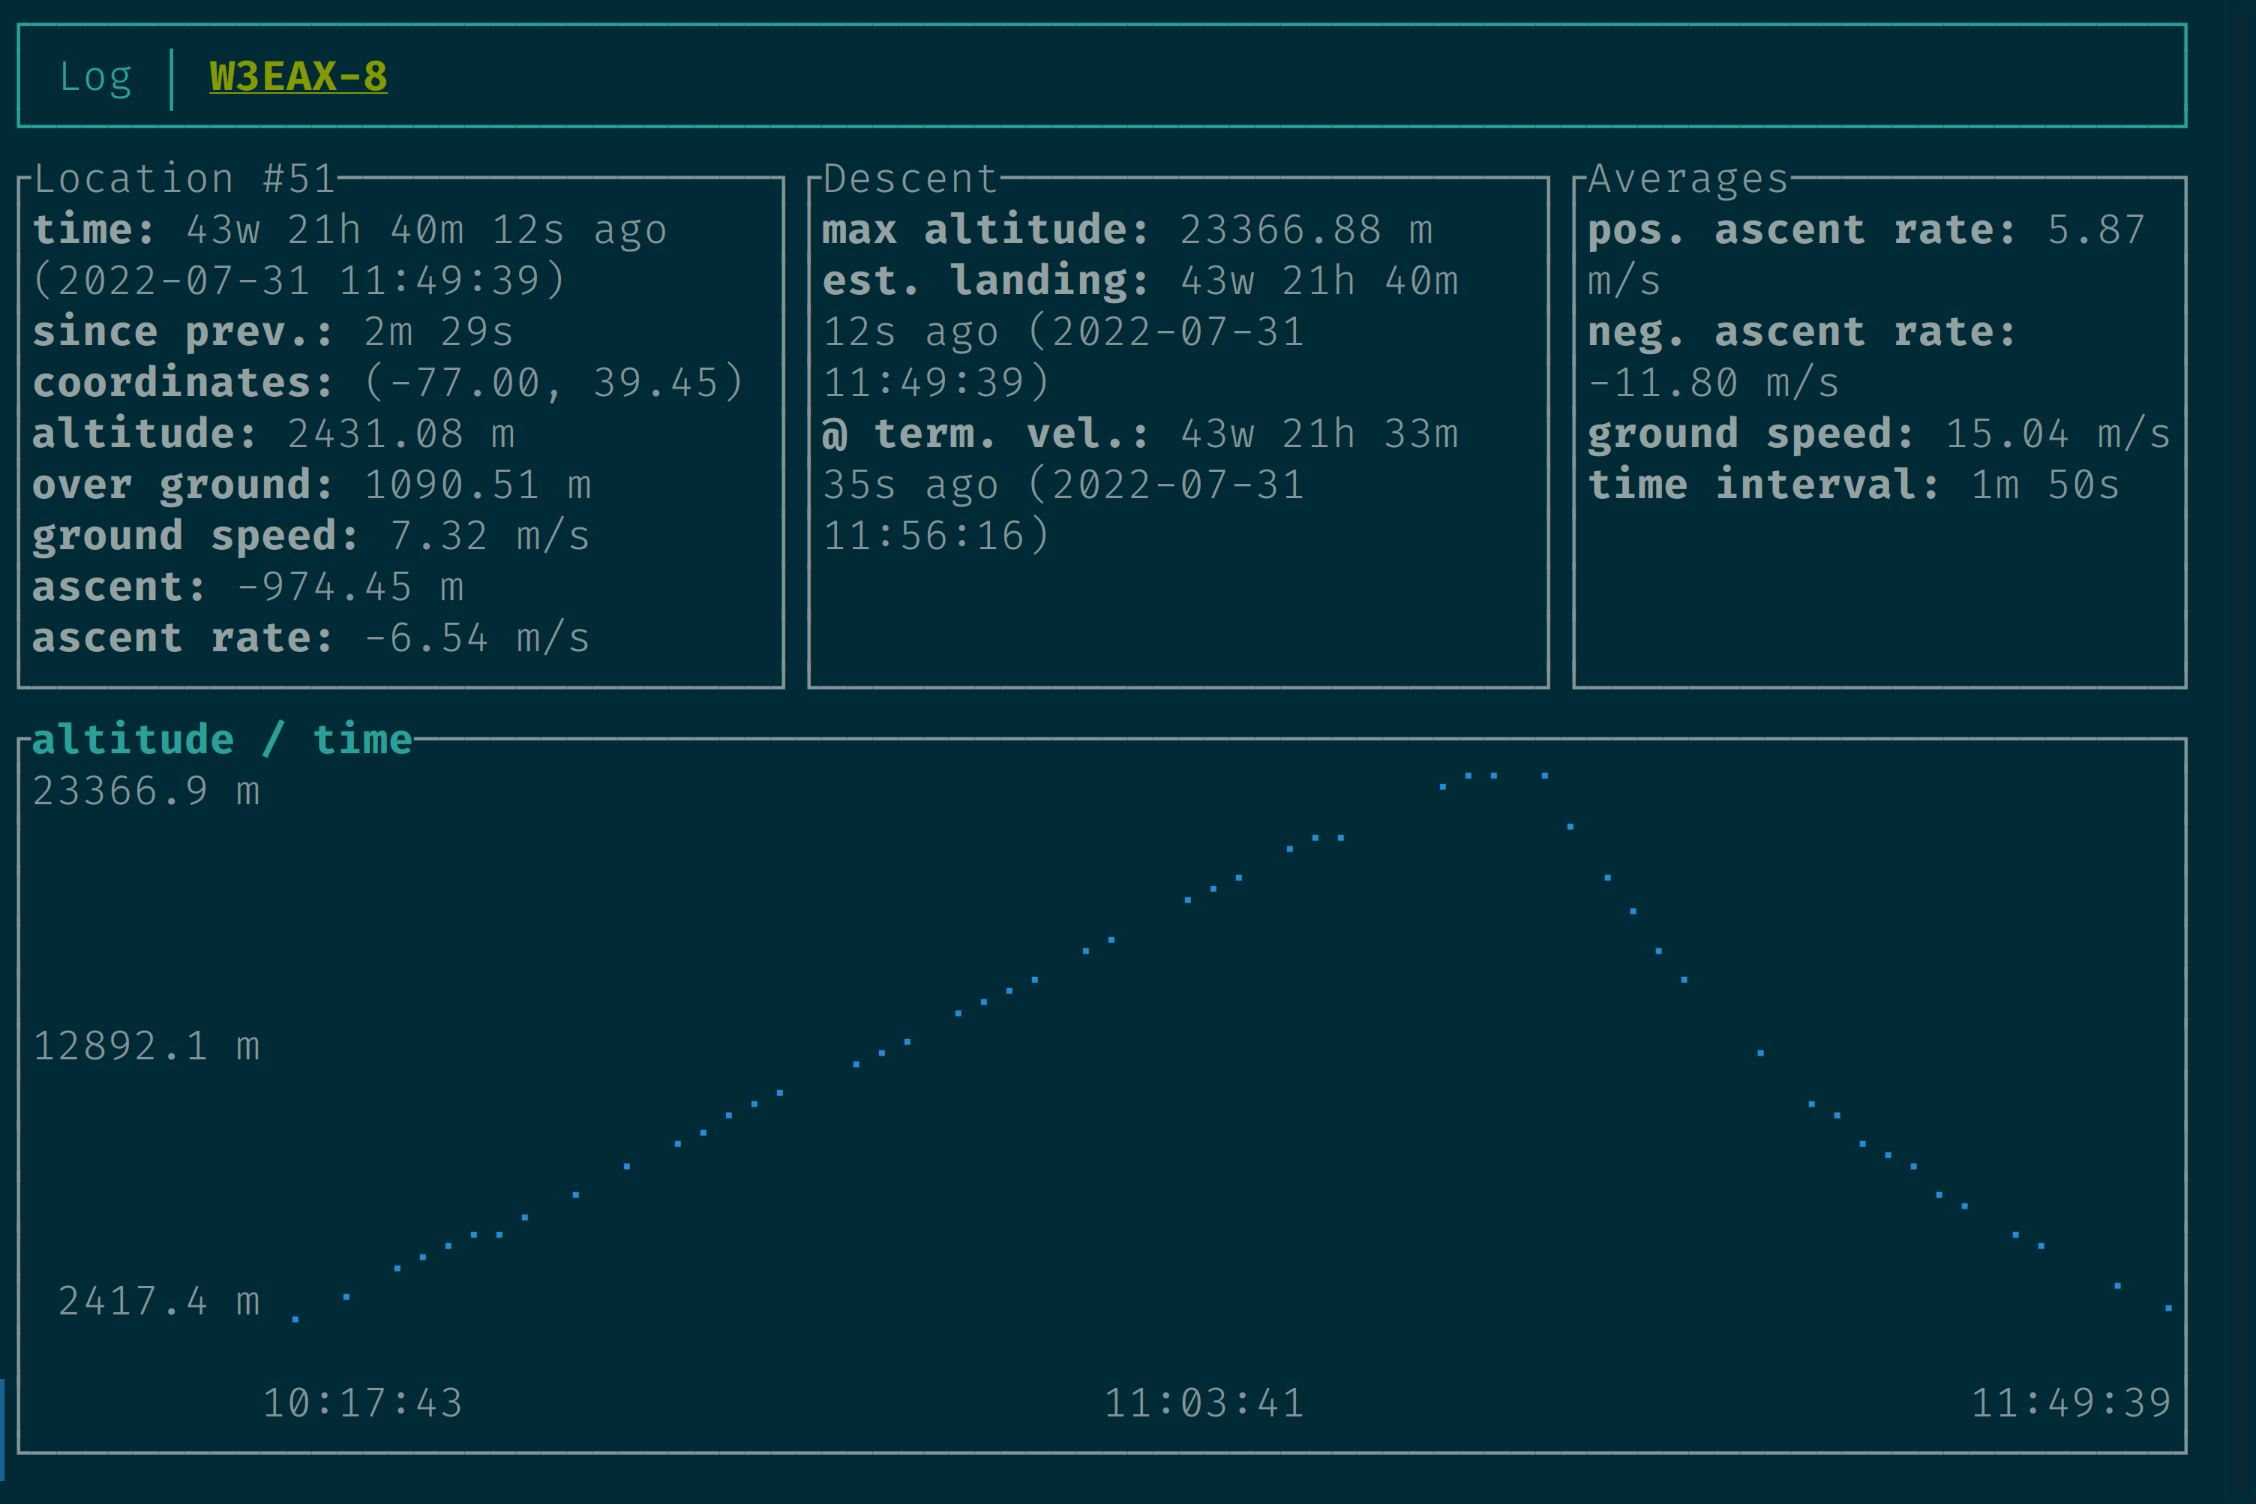 Log │ W3EAX-8
Location #51
time: 43w 21h 40m 12s ago
(2022-07-31 11:49:39)
since prev.: 2m 29s
coordinates: (-77.00, 39.45)
altitude: 2431.08 m
over ground: 1090.51 m
ground speed: 7.32 m/s
ascent: -974.45 m
ascent rate: -6.54 m/s
Descent
max altitude: 23366.88 m
est. landing: 43w 21h 40m
12s ago (2022-07-31
11:49:39)
@ term. vel.: 43w 21h 33m
35s ago (2022-07-31
11:56:16)
Averages
pos. ascent rate: 5.87
m/s
neg. ascent rate:
-11.80 m/s
ground speed: 15.04 m/s
time interval: 1m 50s
altitude / time
23366.9 m
12892.1 m
2417.4 m
10:17:43 11:03:41 11:49:39